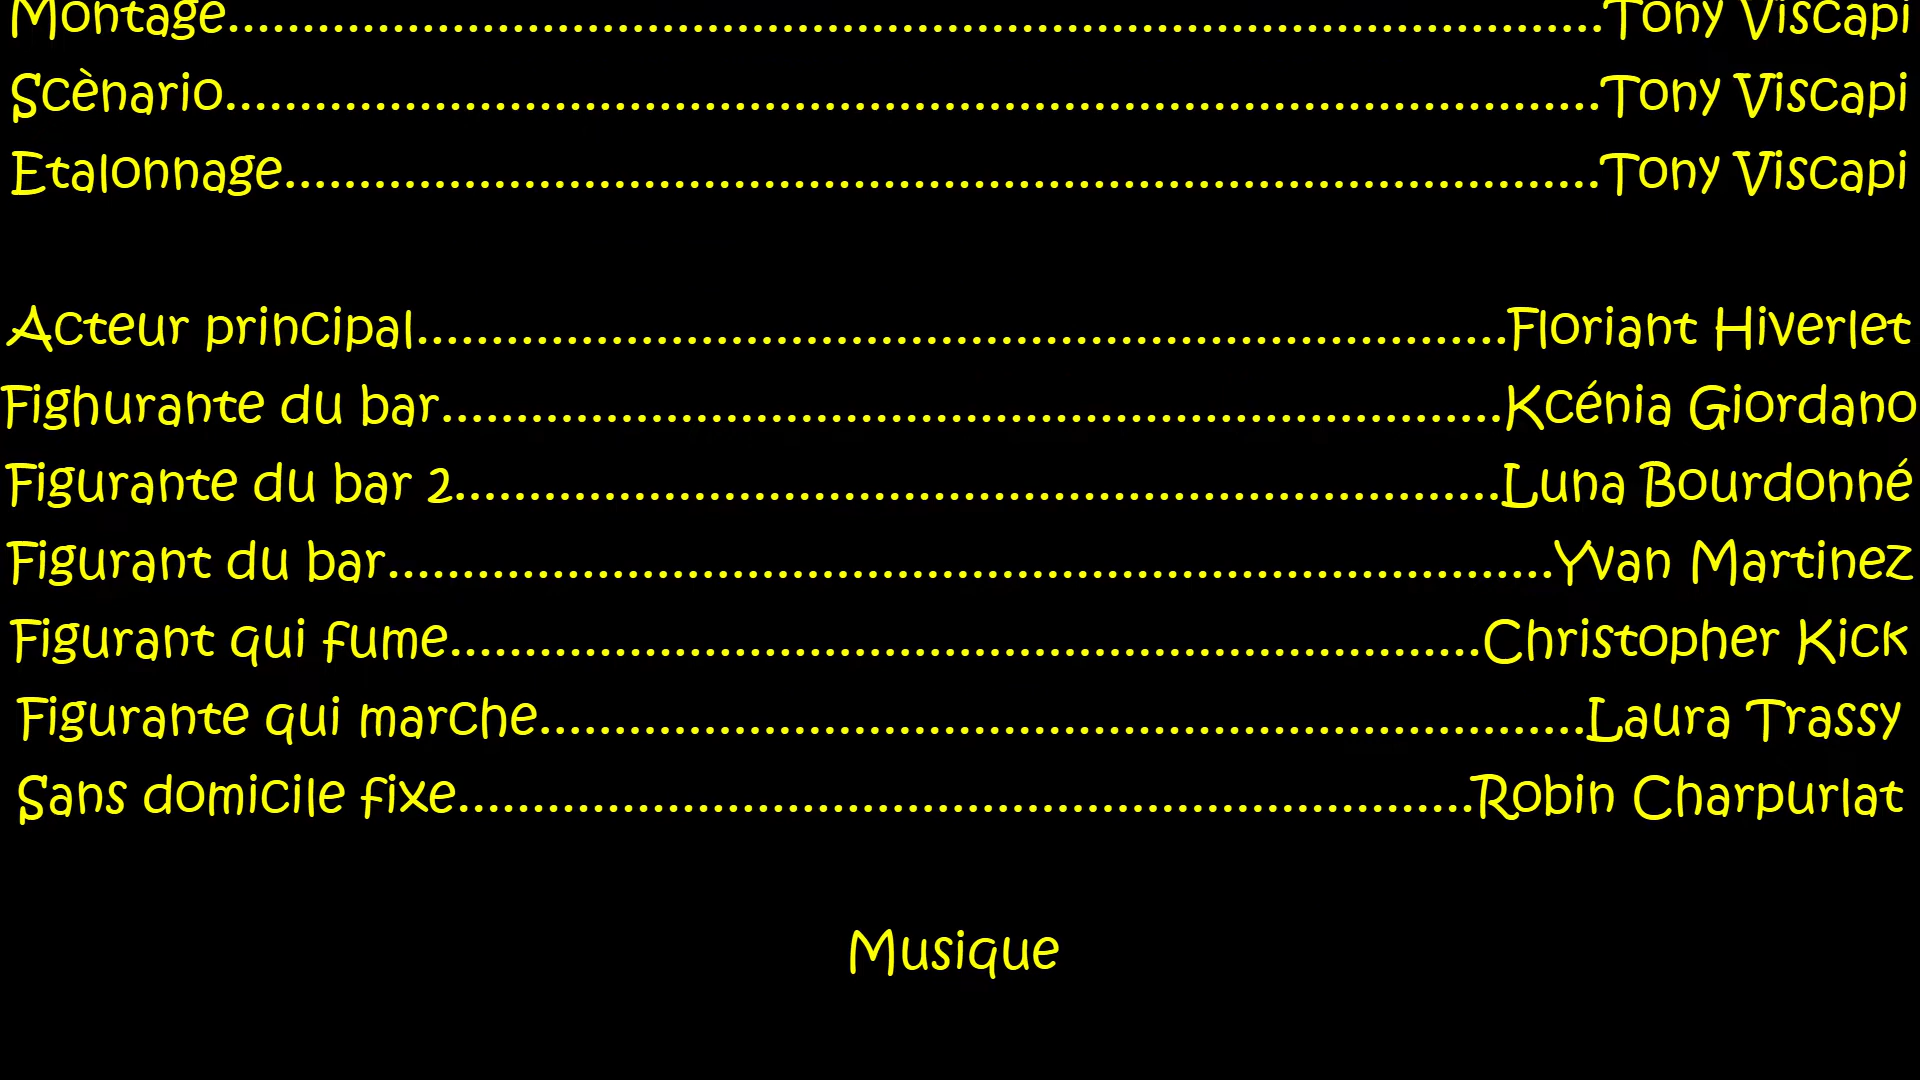 Montage..........Tony Viscapi
Scènario..........Tony Viscapi
Etalonnage..........Tony Viscapi
Acteur principal..........Floriant Hiverlet
Fighurante du bar..........Kcénia Giordano
Figurante du bar 2..........Luna Bourdonné
Figurant du bar..........Yvan Martinez
Figurant qui fume..........Christopher Kick
Figurante qui marche..........Laura Trassy
Sans domicile fixe..........Robin Charpurlat
Musique